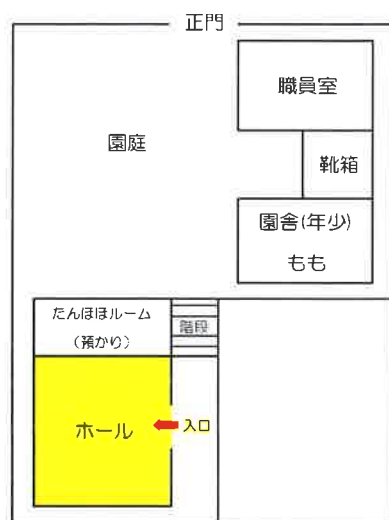 正門
職員室
園庭
靴箱
園舎(年少)
もも
たんぽぽルーム
(預かり)
階段
ホール
入口